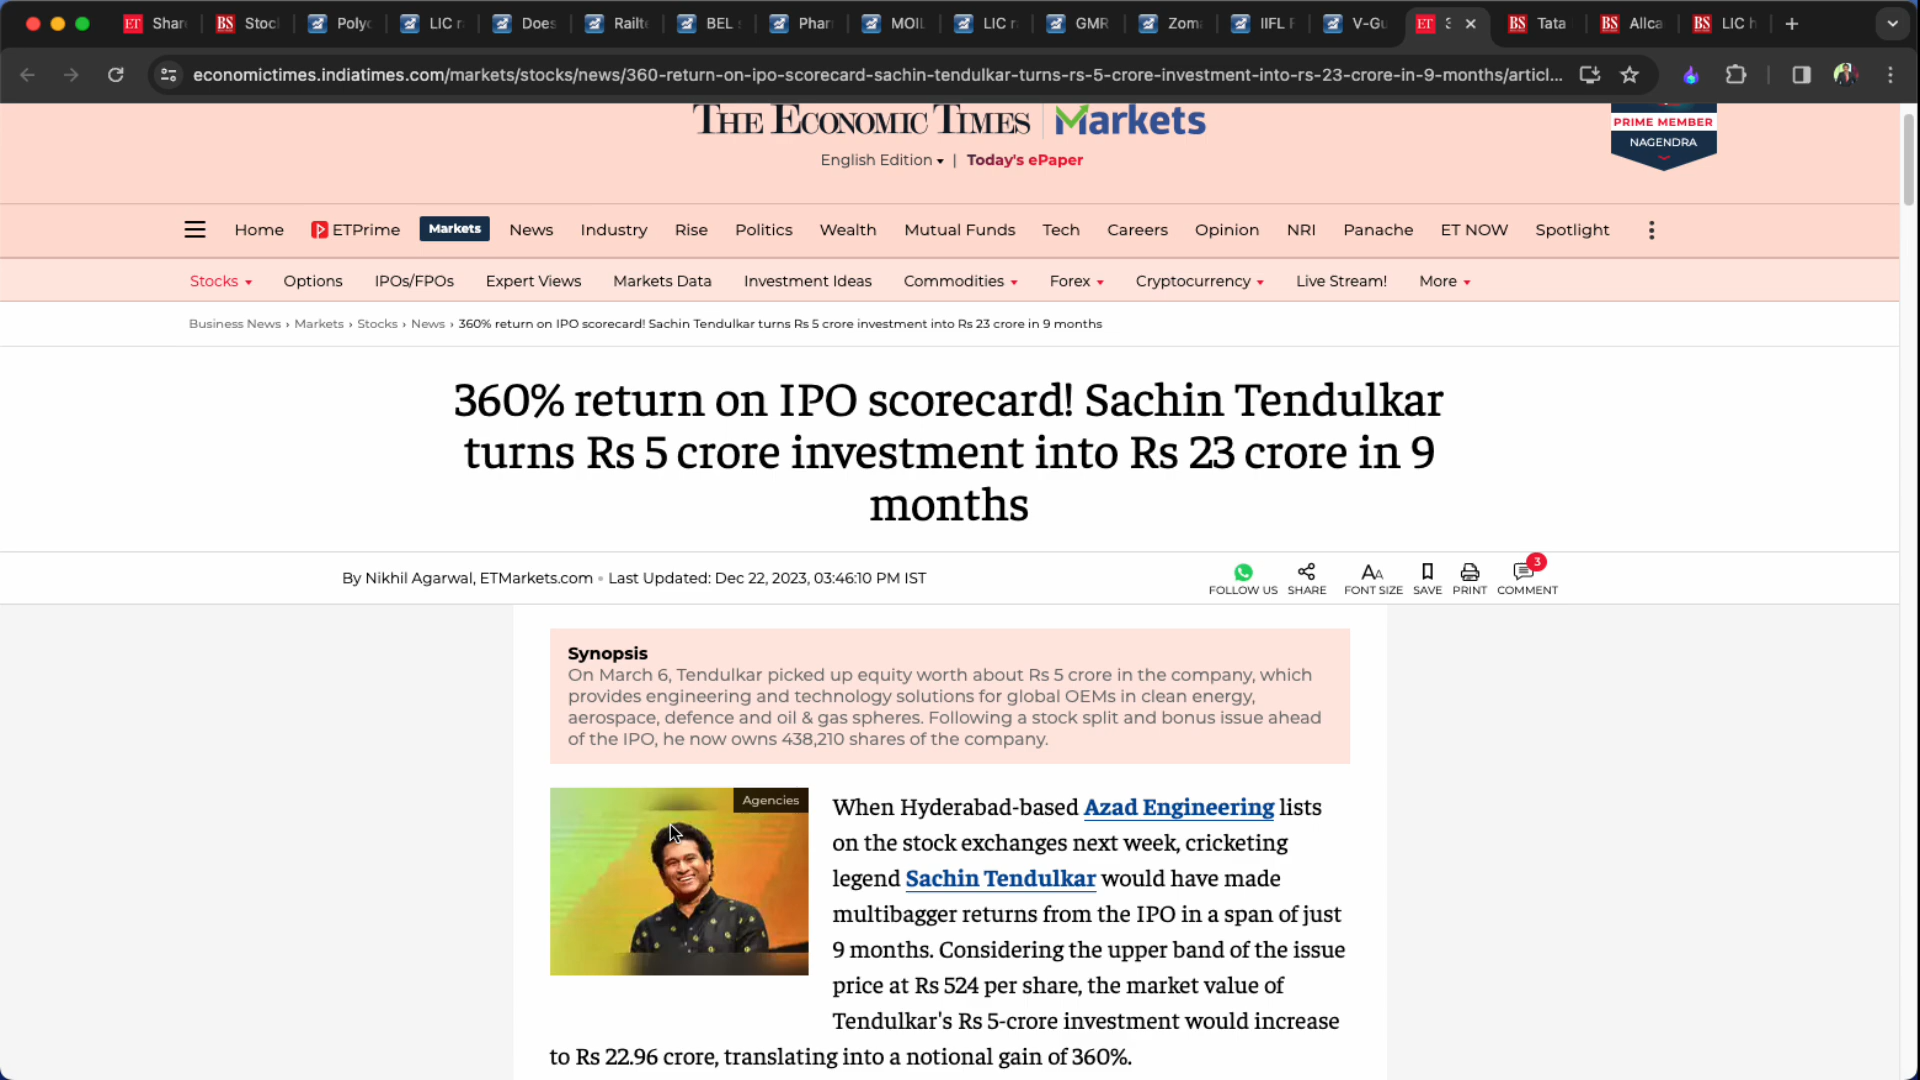 Shar
Stoc
Polyc
LIC r
Does
Railte
BEL s
Phar
MOIL
LIC r
GMR
Zom
IIFL F
V-Gu
Tata
Allca
LIC h
economictimes.indiatimes.com/markets/stocks/news/360-return-on-ipo-scorecard-sachin-tendulkar-turns-rs-5-crore-investment-into-rs-23-crore-in-9-months/articl...
THE ECONOMIC TIMES Markets
PRIME MEMBER
NAGENDRA
English Edition | Today's ePaper
Home ETPrime Markets News Industry Rise Politics Wealth Mutual Funds Tech Careers Opinion NRI Panache ET NOW Spotlight
Stocks Options IPOs/FPOs Expert Views Markets Data Investment Ideas Commodities Forex Cryptocurrency Live Stream! More
Business News › Markets › Stocks › News › 360% return on IPO scorecard! Sachin Tendulkar turns Rs 5 crore investment into Rs 23 crore in 9 months
360% return on IPO scorecard! Sachin Tendulkar
turns Rs 5 crore investment into Rs 23 crore in 9
months
By Nikhil Agarwal, ETMarkets.com • Last Updated: Dec 22, 2023, 03:46:10 PM IST
3
FOLLOW US SHARE FONT SIZE SAVE PRINT COMMENT
Synopsis
On March 6, Tendulkar picked up equity worth about Rs 5 crore in the company, which
provides engineering and technology solutions for global OEMs in clean energy,
aerospace, defence and oil & gas spheres. Following a stock split and bonus issue ahead
of the IPO, he now owns 438,210 shares of the company.
Agencies
When Hyderabad-based Azad Engineering lists
on the stock exchanges next week, cricketing
legend Sachin Tendulkar would have made
multibagger returns from the IPO in a span of just
9 months. Considering the upper band of the issue
price at Rs 524 per share, the market value of
Tendulkar's Rs 5-crore investment would increase
to Rs 22.96 crore, translating into a notional gain of 360%.